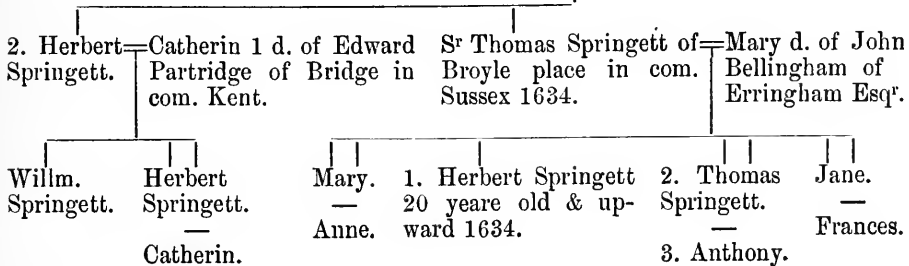 2. Herbert=Catherin 1 d. of Edward
Springett. Partridge of Bridge in
com. Kent.
Sʳ Thomas Springett of=Mary d. of John
Broyle place in com. Bellingham of
Sussex 1634. Erringham Esqʳ.
Willm.
Springett.
Herbert
Springett.
—
Catherin.
Mary.
—
Anne.
1. Herbert Springett
20 yeare old & up-
ward 1634.
2. Thomas
Springett.
—
3. Anthony.
Jane.
—
Frances.